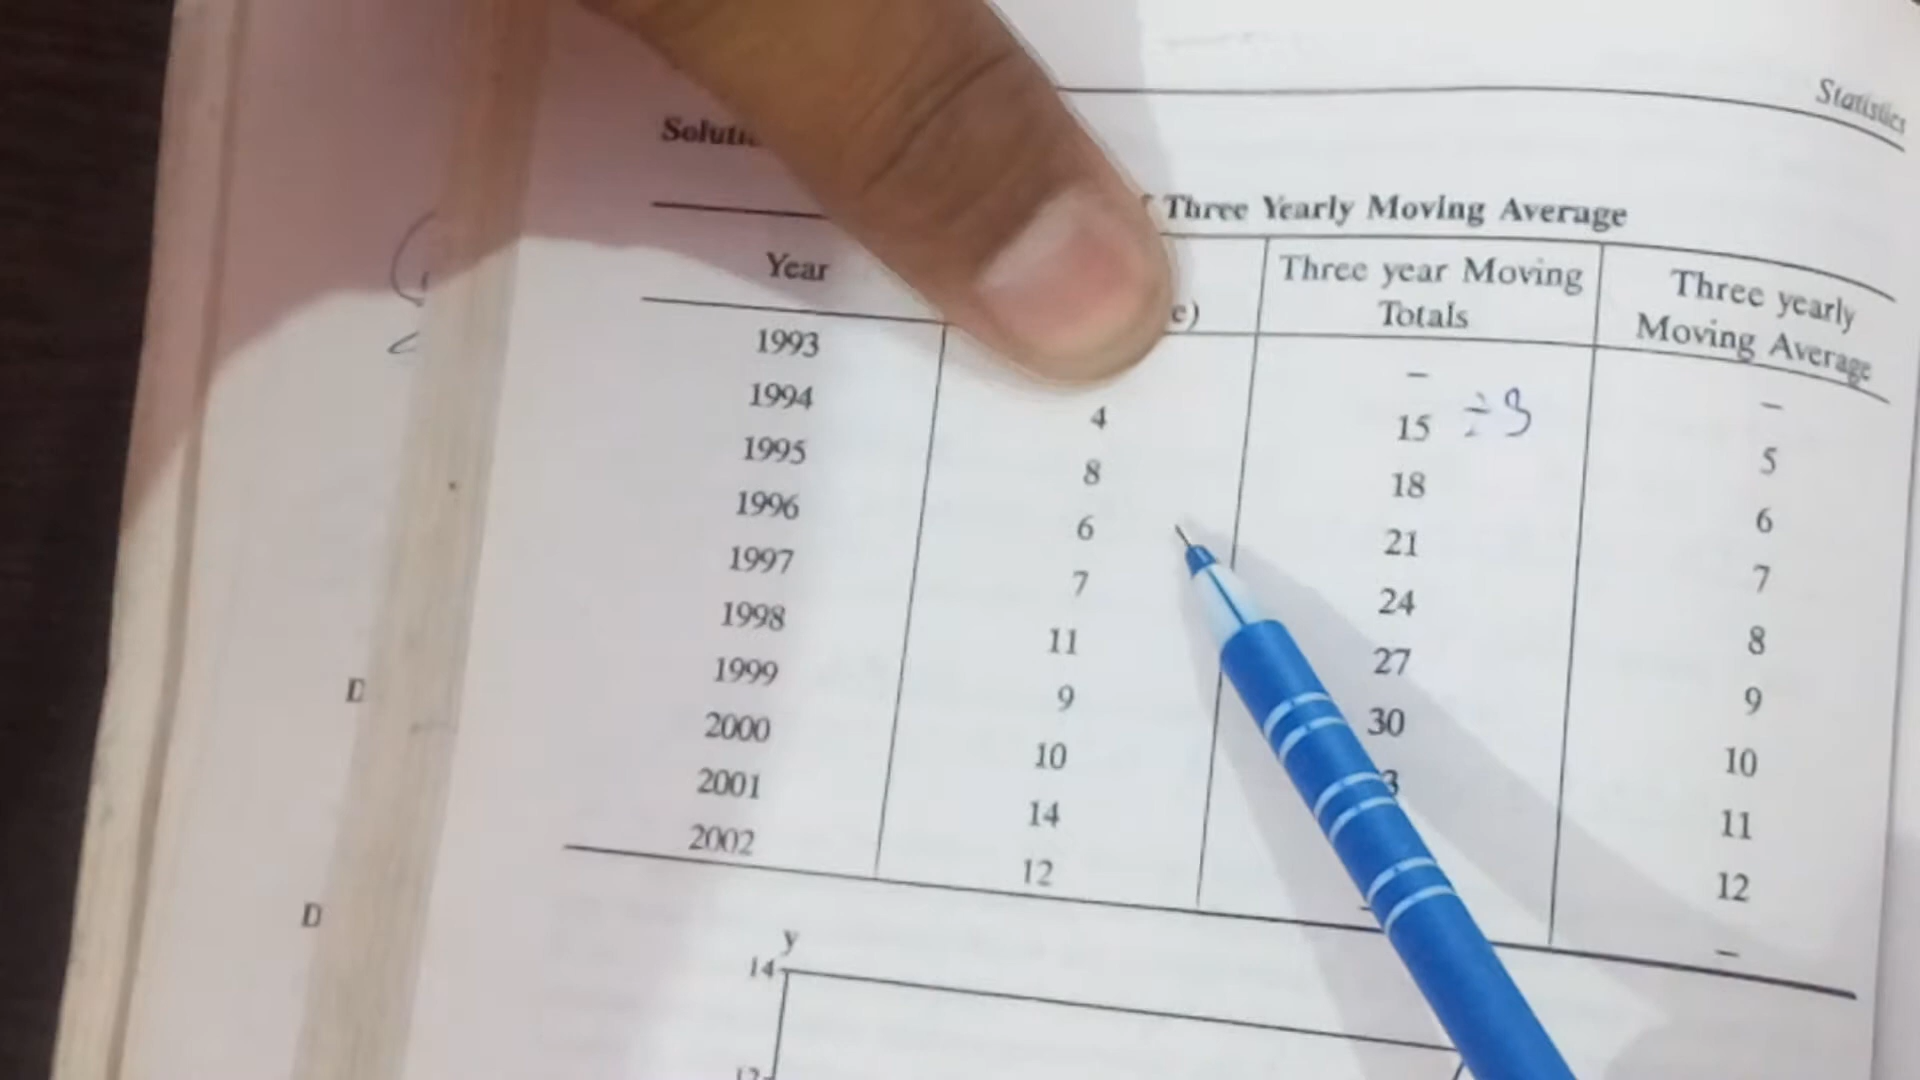 Statistics
Three Yearly Moving Average
Year Three year Moving Totals Three yearly Moving Average
1993 – –
1994 4 15 ÷3 5
1995 8 18 6
1996 6 21 7
1997 7 24 8
1998 11 27 9
1999 9 30 10
2000 10 11
2001 14 12
2002 12 –
y
14
D
D